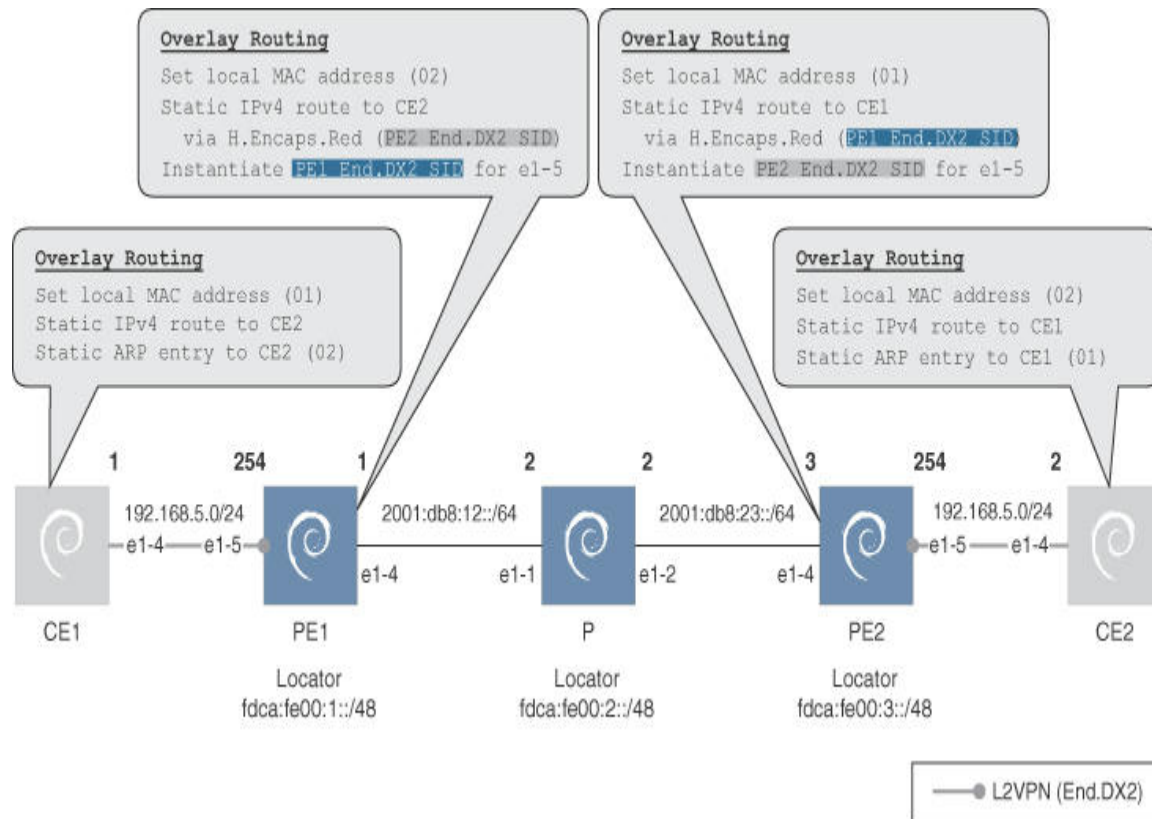 Overlay Routing
Set local MAC address (02)
Static IPv4 route to CE2
via H.Encaps.Red (PE2 End.DX2 SID)
Instantiate PE1 End.DX2 SID for e1-5
Overlay Routing
Set local MAC address (01)
Static IPv4 route to CE1
via H.Encaps.Red (PE1 End.DX2 SID)
Instantiate PE2 End.DX2 SID for e1-5
Overlay Routing
Set local MAC address (01)
Static IPv4 route to CE2
Static ARP entry to CE2 (02)
Overlay Routing
Set local MAC address (02)
Static IPv4 route to CE1
Static ARP entry to CE1 (01)
1 254 1 2 2 3 254 2
192.168.5.0/24 2001:db8:12::/64 2001:db8:23::/64 192.168.5.0/24
e1-4 e1-5 e1-4 e1-1 e1-2 e1-4 e1-5 e1-4
CE1 PE1 P PE2 CE2
Locator Locator Locator
fdca:fe00:1::/48 fdca:fe00:2::/48 fdca:fe00:3::/48
L2VPN (End.DX2)